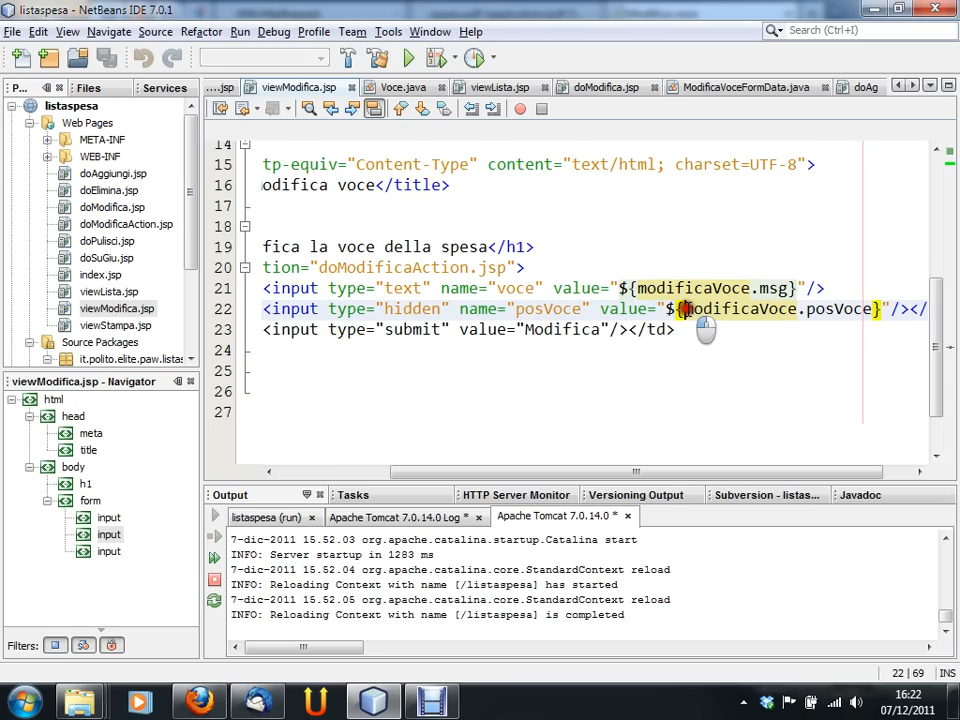 listaspesa - NetBeans IDE 7.0.1
File Edit View Navigate Source Refactor Run Debug Profile Team Tools Window Help
Search (Ctrl+I)
P... Files Services
....jsp viewModifica.jsp Voce.java viewLista.jsp doModifica.jsp ModificaVoceFormData.java doAg
listaspesa
Web Pages
META-INF
WEB-INF
doAggiungi.jsp
doElimina.jsp
doModifica.jsp
doModificaAction.jsp
doPulisci.jsp
doSuGiu.jsp
index.jsp
viewLista.jsp
viewModifica.jsp
viewStampa.jsp
Source Packages
it.polito.elite.paw.listas
14
15 tp-equiv="Content-Type" content="text/html; charset=UTF-8">
16 odifica voce</title>
17
18
19 fica la voce della spesa</h1>
20 tion="doModificaAction.jsp">
21 <input type="text" name="voce" value="${modificaVoce.msg}"/>
22 <input type="hidden" name="posVoce" value="${modificaVoce.posVoce}"/></
23 <input type="submit" value="Modifica"/></td>
24
25
26
27
viewModifica.jsp - Navigator
html
head
meta
title
body
h1
form
input
input
input
Filters:
Output Tasks HTTP Server Monitor Versioning Output Subversion - listas... Javadoc
listaspesa (run) Apache Tomcat 7.0.14.0 Log * Apache Tomcat 7.0.14.0 *
7-dic-2011 15.52.03 org.apache.catalina.startup.Catalina start
INFO: Server startup in 1283 ms
7-dic-2011 15.52.04 org.apache.catalina.core.StandardContext reload
INFO: Reloading Context with name [/listaspesa] has started
7-dic-2011 15.52.05 org.apache.catalina.core.StandardContext reload
INFO: Reloading Context with name [/listaspesa] is completed
22 | 69 INS
16:22
07/12/2011